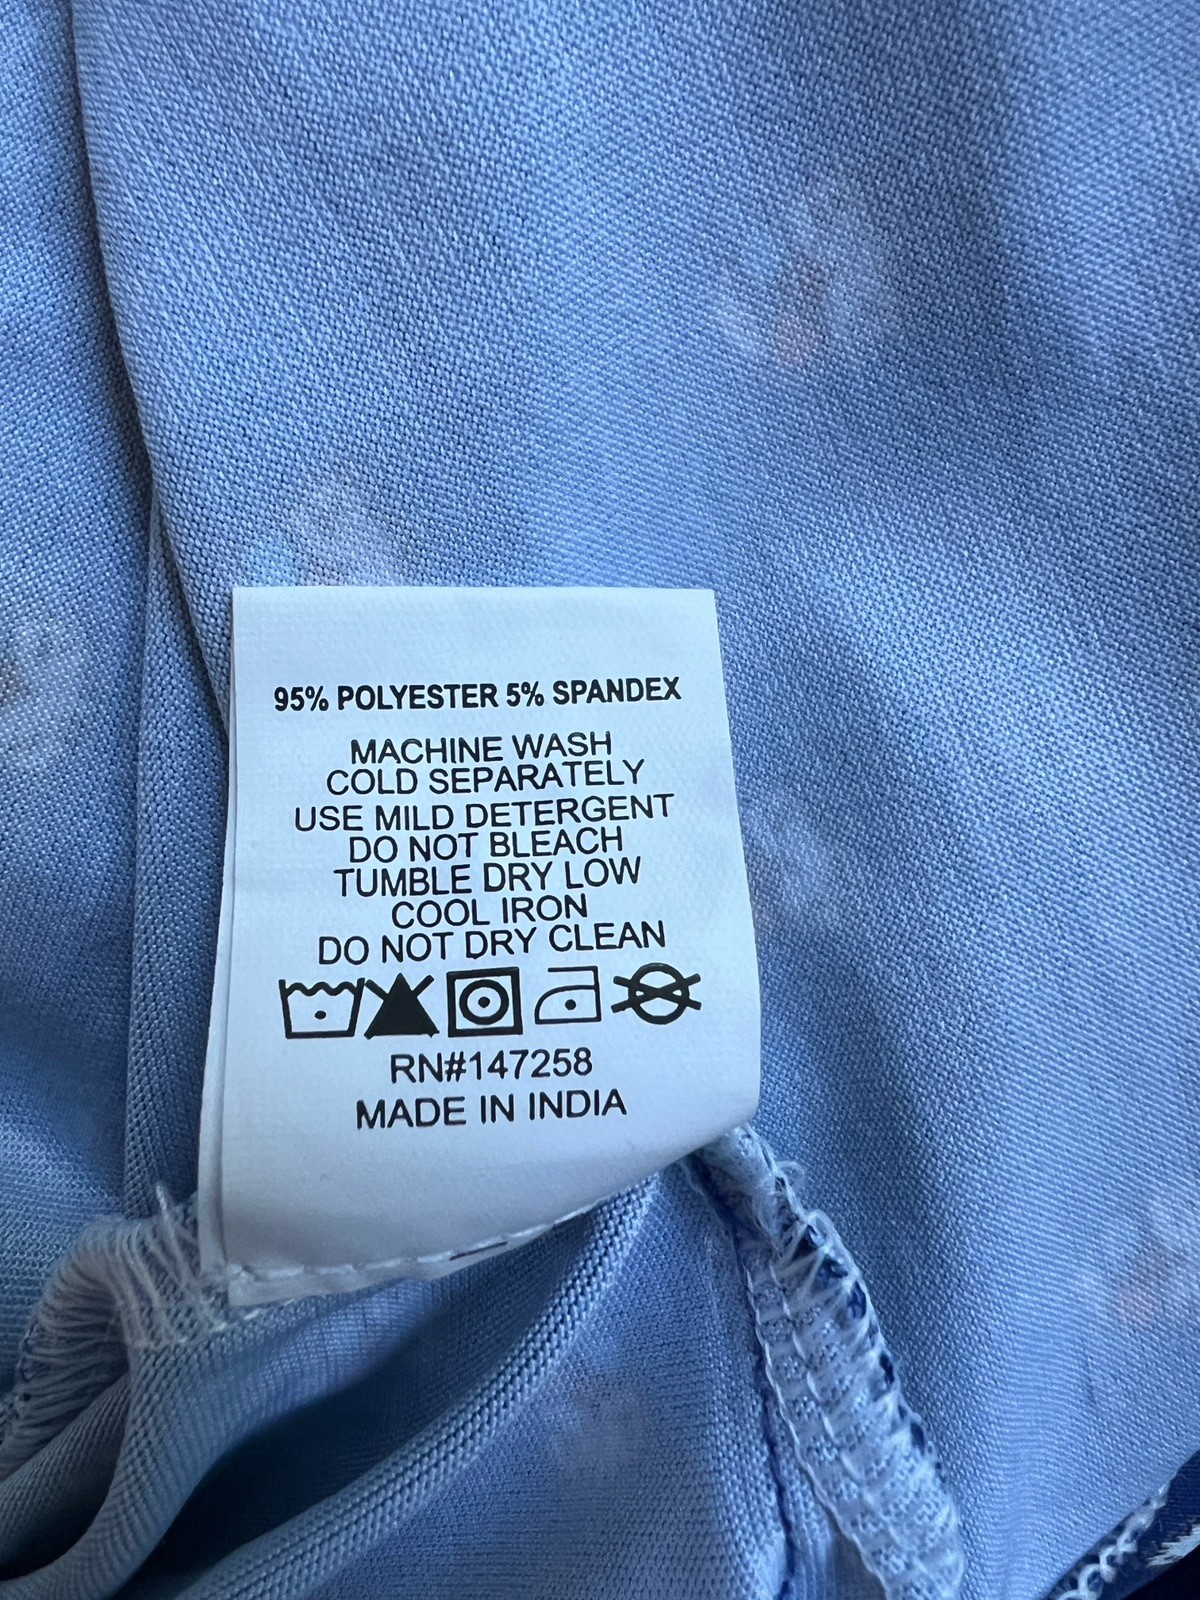 95% POLYESTER 5% SPANDEX
MACHINE WASH
COLD SEPARATELY
USE MILD DETERGENT
DO NOT BLEACH
TUMBLE DRY LOW
COOL IRON
DO NOT DRY CLEAN
RN#147258
MADE IN INDIA